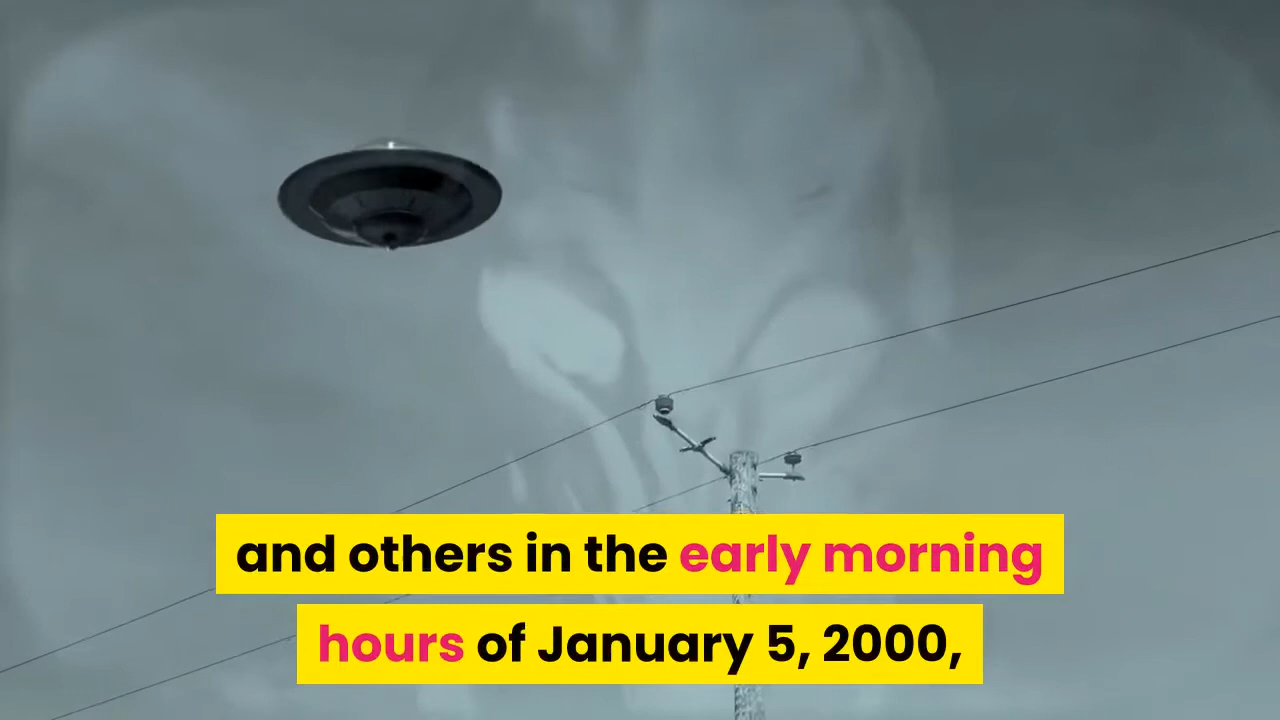 and others in the early morning
hours of January 5, 2000,